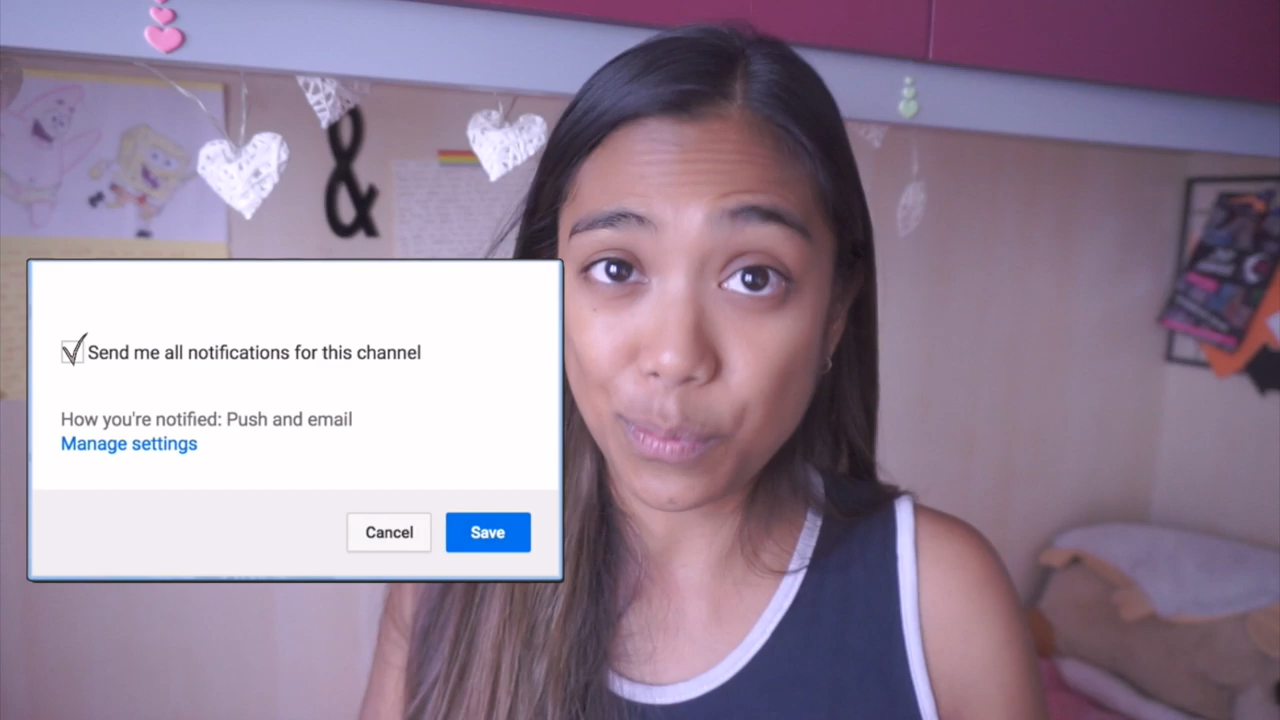 &
Send me all notifications for this channel
How you're notified: Push and email
Manage settings
Cancel
Save